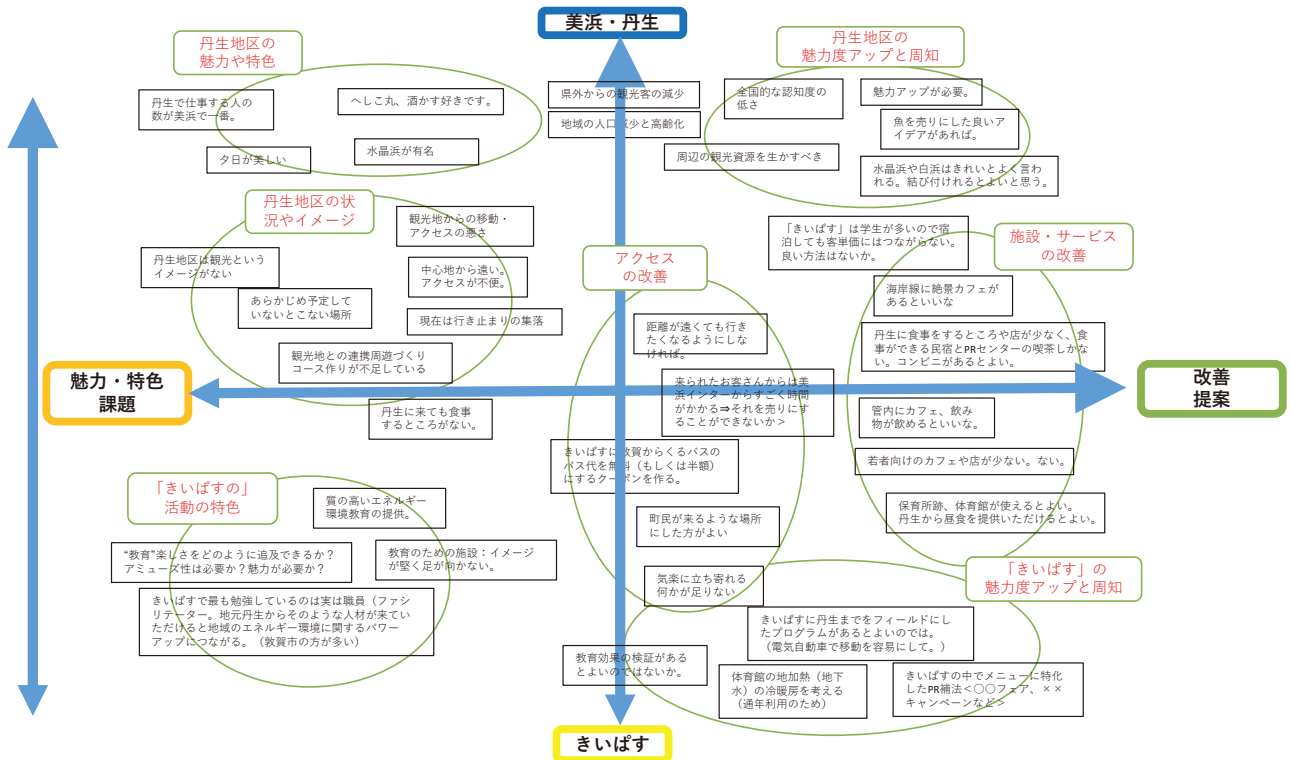 美浜・丹生
丹生地区の
魅力や特色
丹生で仕事する人の
数が美浜で一番。
へしこ丸、酒かす好きです。
夕日が美しい
水晶浜が有名
県外からの観光客の減少
地域の人口減少と高齢化
丹生地区の
魅力度アップと周知
全国的な認知度の
低さ
魅力アップが必要。
魚を売りにした良いア
イデアがあれば。
周辺の観光資源を生かすべき
水晶浜や白浜はきれいとよく言わ
れる。結び付けれるとよいと思う。
丹生地区の状
況やイメージ
観光地からの移動・
アクセスの悪さ
丹生地区は観光という
イメージがない
中心地から遠い。
アクセスが不便。
あらかじめ予定して
いないとこない場所
現在は行き止まりの集落
観光地との連携周遊づくり
コース作りが不足している
丹生に来ても食事
するところがない。
アクセス
の改善
距離が遠くても行き
たくなるようにしな
ければ。
来られたお客さんからは美
浜インターからすごく時間
がかかる⇒それを売りにす
ることができないか＞
きいぱすに敦賀からくるバスの
バス代を無料（もしくは半額）
にするクーポンを作る。
町民が来るような場所
にした方がよい
気楽に立ち寄れる
何かが足りない
「きいぱす」は学生が多いので宿
泊しても客単価にはつながらない。
良い方法はないか。
施設・サービス
の改善
海岸線に絶景カフェが
あるといいな
丹生に食事をするところや店が少なく、食
事ができる民宿とPRセンターの喫茶しかな
い。コンビニがあるとよい。
管内にカフェ、飲み
物が飲めるといいな。
若者向けのカフェや店が少ない。ない。
保育所跡、体育館が使えるとよい。
丹生から昼食を提供いただけるとよい。
魅力・特色
課題
改善
提案
「きいぱすの」
活動の特色
質の高いエネルギー
環境教育の提供。
“教育”楽しさをどのように追及できるか？
アミューズ性は必要か？魅力が必要か？
教育のための施設：イメージ
が堅く足が向かない。
きいぱすで最も勉強しているのは実は職員（ファシ
リテーター。地元丹生からそのような人材が来てい
ただけると地域のエネルギー環境に関するパワー
アップにつながる。（敦賀市の方が多い）
「きいぱす」の
魅力度アップと周知
きいぱすに丹生までをフィールドにし
たプログラムがあるとよいのでは。
（電気自動車で移動を容易にして。）
教育効果の検証がある
とよいのではないか。
体育館の地加熱（地下
水）の冷暖房を考える
（通年利用のため）
きいぱすの中でメニューに特化
したPR補法＜〇〇フェア、××
キャンペーンなど＞
きいぱす